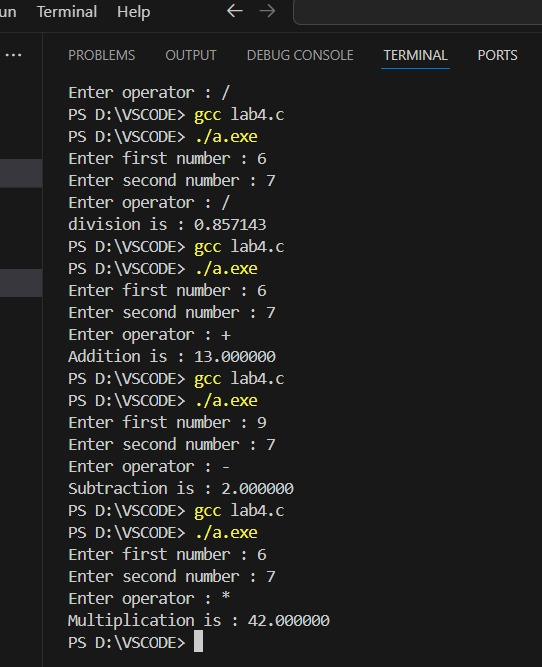 un Terminal Help
PROBLEMS OUTPUT DEBUG CONSOLE TERMINAL PORTS
Enter operator : /
PS D:\VSCODE> gcc lab4.c
PS D:\VSCODE> ./a.exe
Enter first number : 6
Enter second number : 7
Enter operator : /
division is : 0.857143
PS D:\VSCODE> gcc lab4.c
PS D:\VSCODE> ./a.exe
Enter first number : 6
Enter second number : 7
Enter operator : +
Addition is : 13.000000
PS D:\VSCODE> gcc lab4.c
PS D:\VSCODE> ./a.exe
Enter first number : 9
Enter second number : 7
Enter operator : -
Subtraction is : 2.000000
PS D:\VSCODE> gcc lab4.c
PS D:\VSCODE> ./a.exe
Enter first number : 6
Enter second number : 7
Enter operator : *
Multiplication is : 42.000000
PS D:\VSCODE>